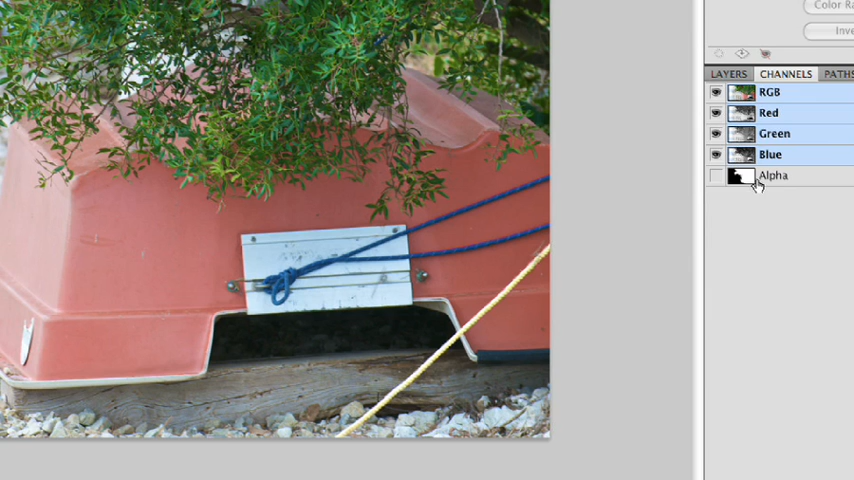 Color Ra
Inve
LAYERS CHANNELS PATHS
RGB
Red
Green
Blue
Alpha